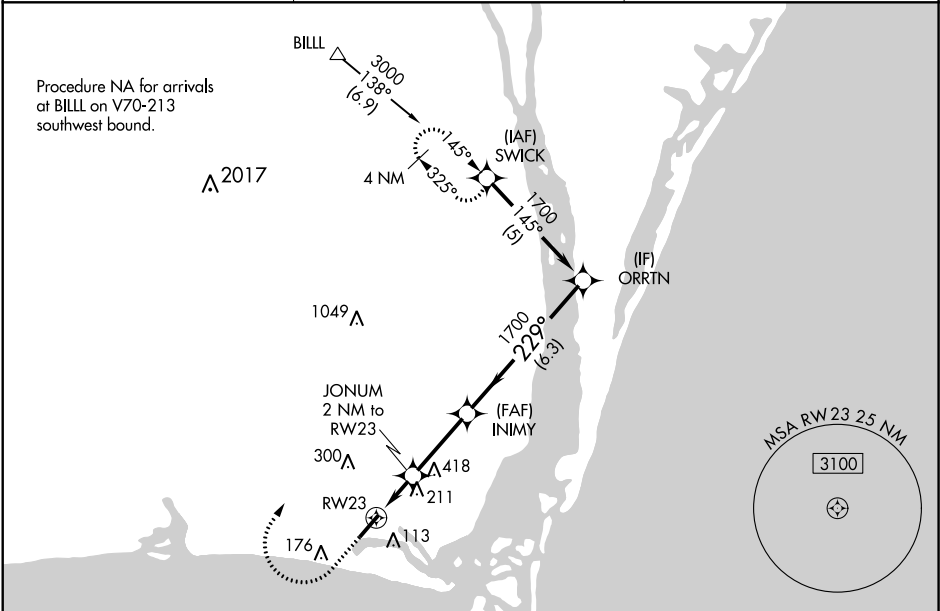 BILLL
3000
138°
(6.9)
Procedure NA for arrivals
at BILLL on V70-213
southwest bound.
145°
(IAF)
SWICK
4 NM
325°
2017
1700
145°
(5)
(IF)
ORRTN
1049
1700
229°
(6.3)
JONUM
2 NM to
RW23
(FAF)
INIMY
MSA RW 23 25 NM
3100
300
418
211
RW23
113
176